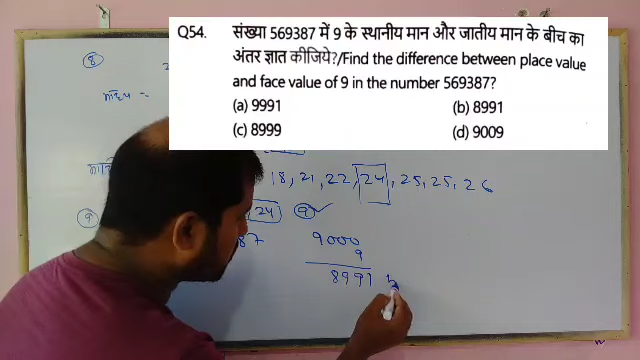 Q54. संख्या 569387 में 9 के स्थानीय मान और जातीय मान के बीच का
अंतर ज्ञात कीजिये?/Find the difference between place value
and face value of 9 in the number 569387?
(a) 9991 (b) 8991
(c) 8999 (d) 9009
8
18, 21, 22, 24, 25, 25, 26
9 24 9
87 9000
9
8991